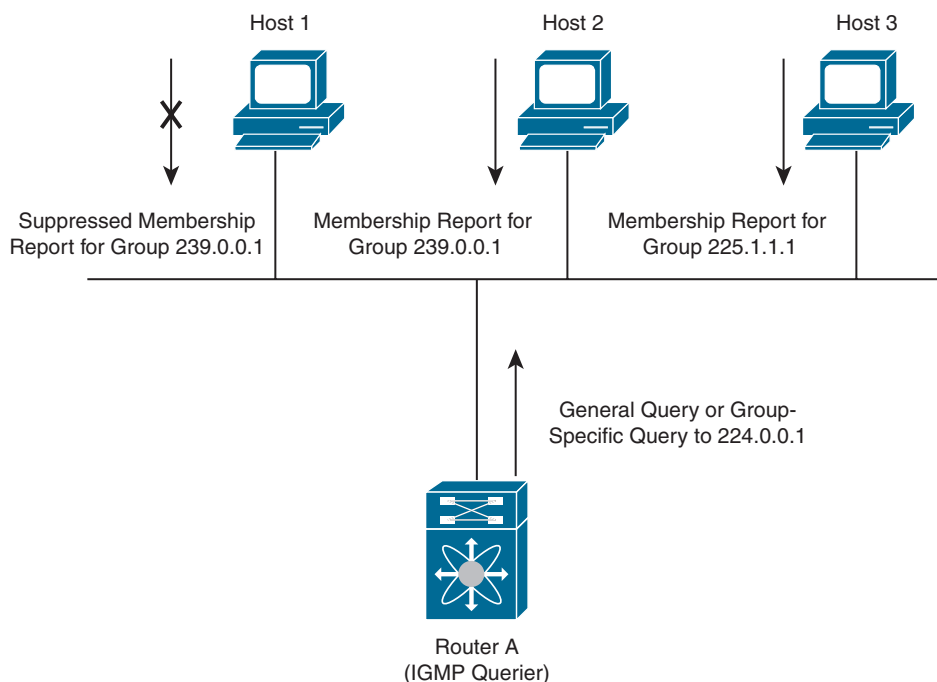 Host 1
Host 2
Host 3
Suppressed Membership
Report for Group 239.0.0.1
Membership Report for
Group 239.0.0.1
Membership Report for
Group 225.1.1.1
General Query or Group-
Specific Query to 224.0.0.1
Router A
(IGMP Querier)